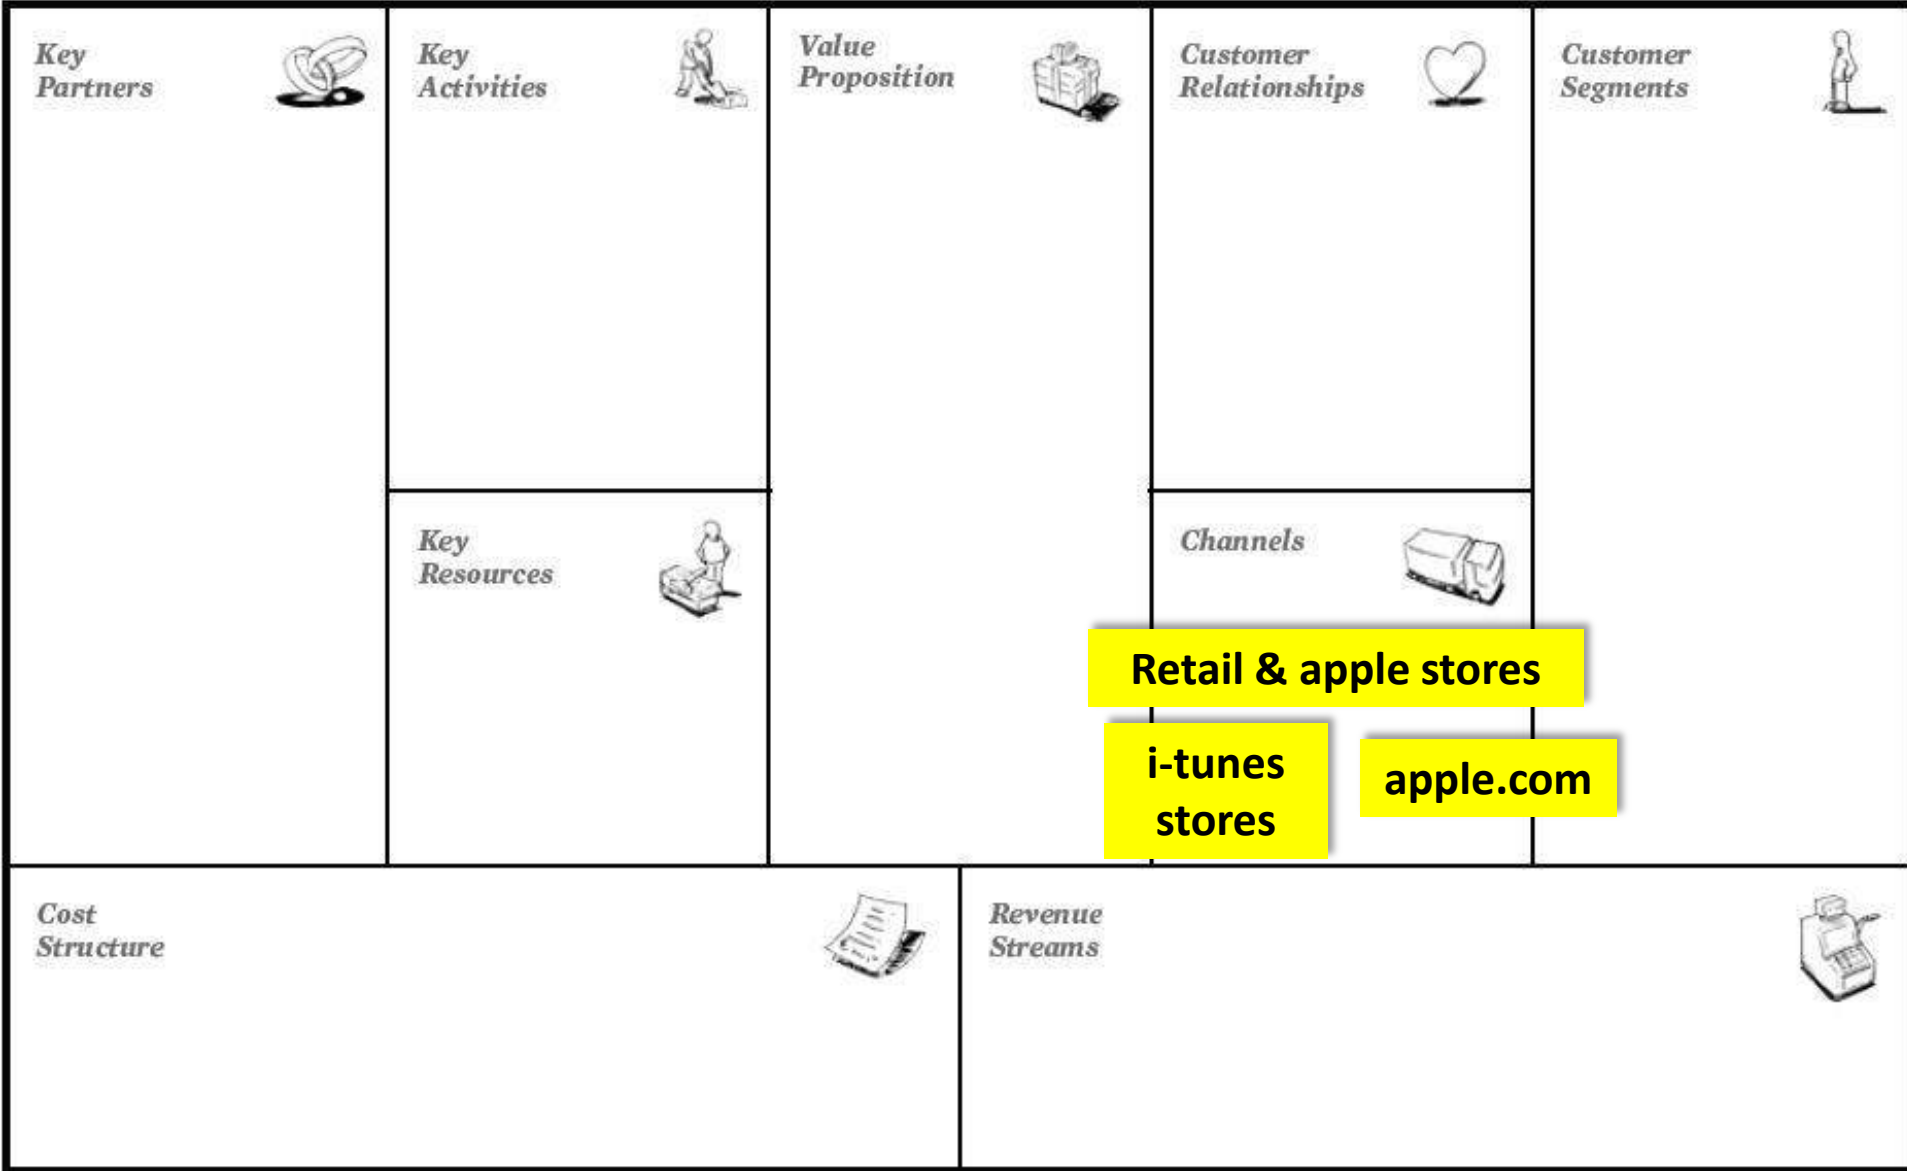 Key
Partners
Key
Activities
Value
Proposition
Customer
Relationships
Customer
Segments
Key
Resources
Channels
Retail & apple stores
i-tunes
stores
apple.com
Cost
Structure
Revenue
Streams